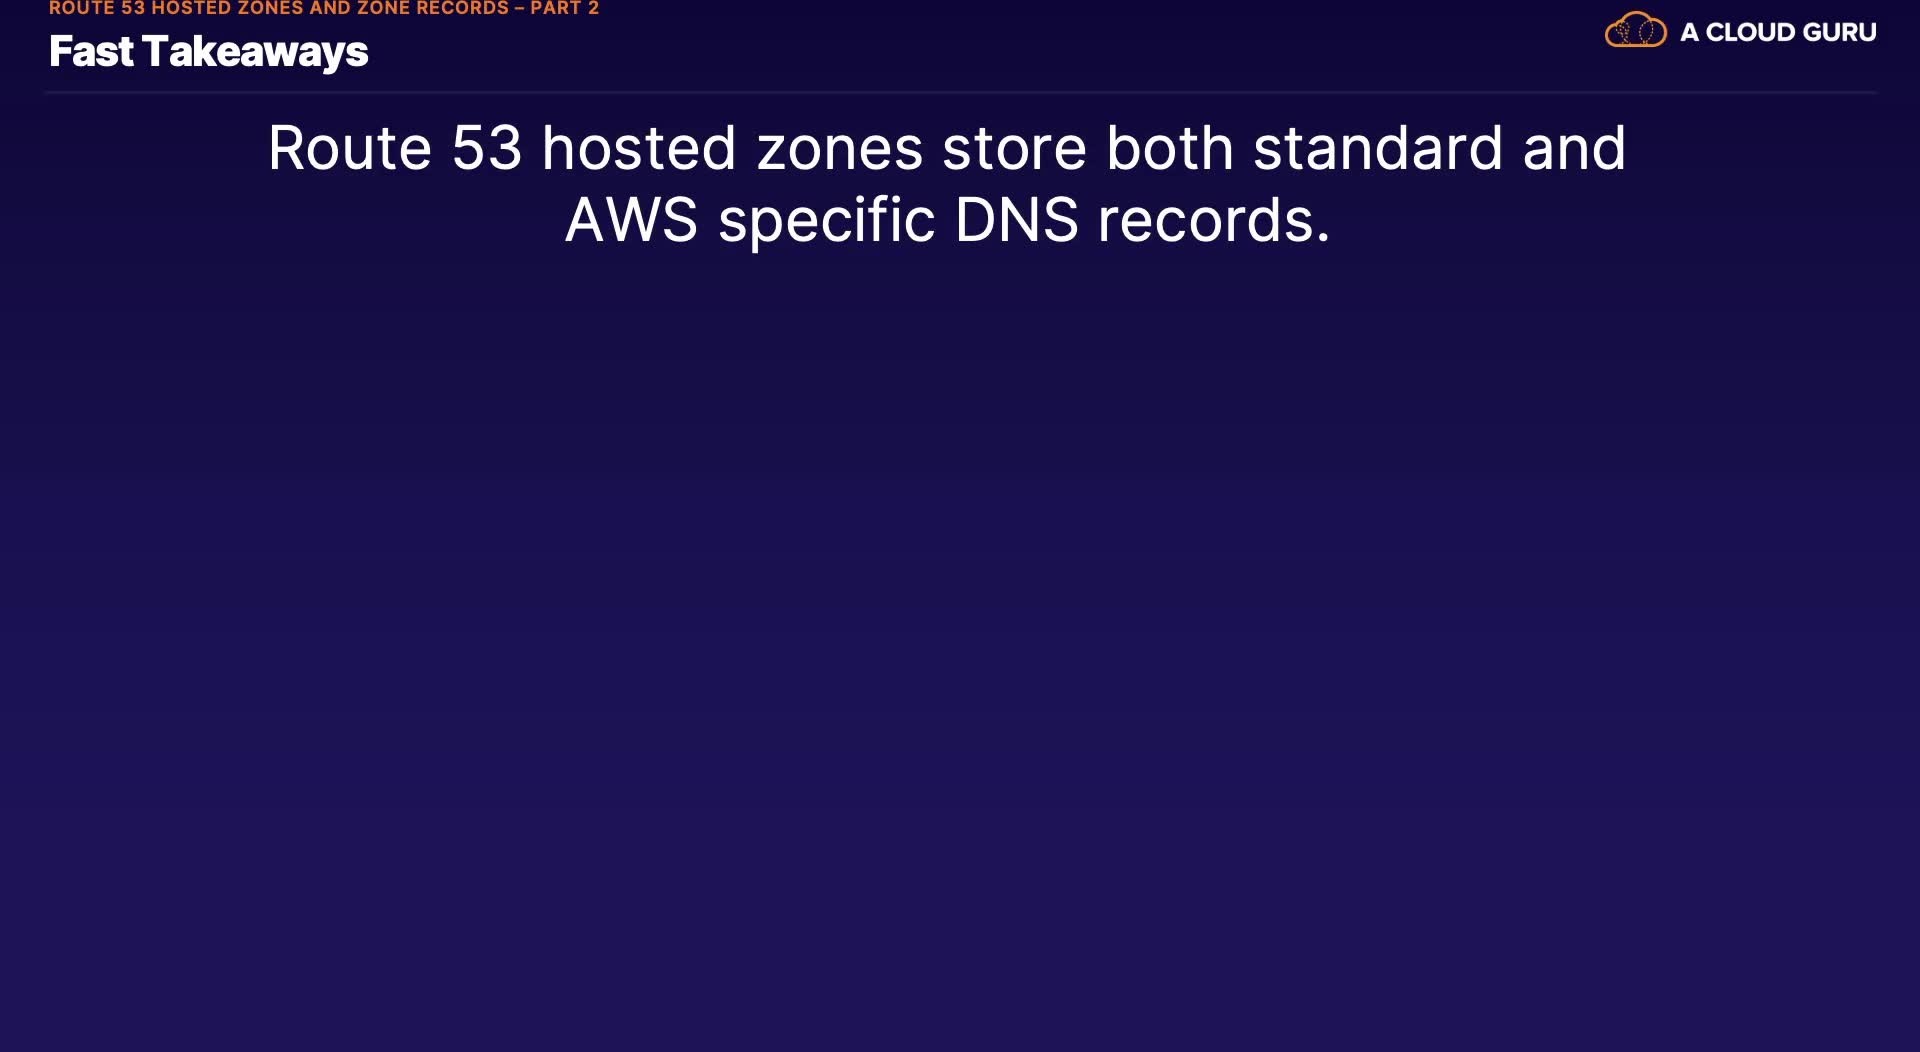 ROUTE 53 HOSTED ZONES AND ZONE RECORDS – PART 2
Fast Takeaways
A CLOUD GURU
Route 53 hosted zones store both standard and
AWS specific DNS records.